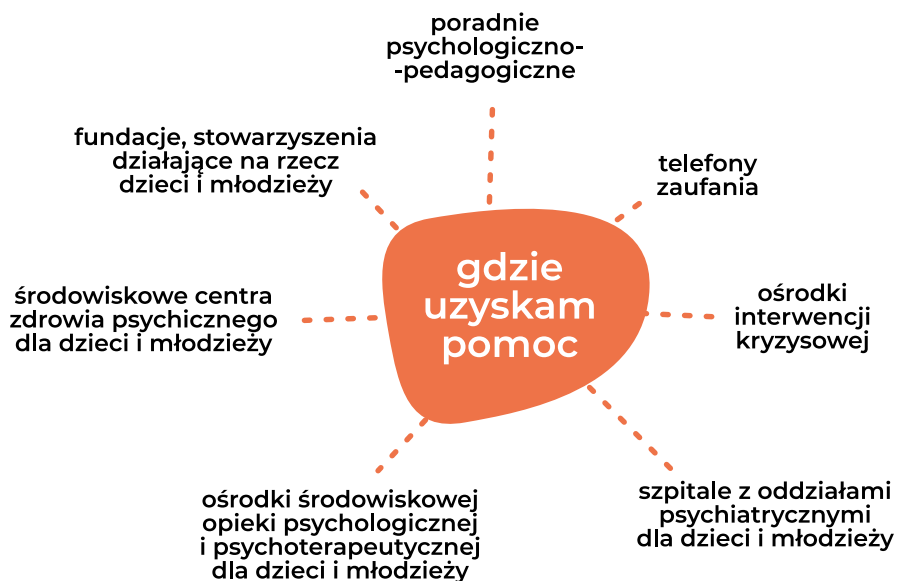 poradnie
psychologiczno-
-pedagogiczne
fundacje, stowarzyszenia
działające na rzecz
dzieci i młodzieży
telefony
zaufania
gdzie
uzyskam
pomoc
środowiskowe centra
zdrowia psychicznego
dla dzieci i młodzieży
ośrodki
interwencji
kryzysowej
ośrodki środowiskowej
opieki psychologicznej
i psychoterapeutycznej
dla dzieci i młodzieży
szpitale z oddziałami
psychiatrycznymi
dla dzieci i młodzieży